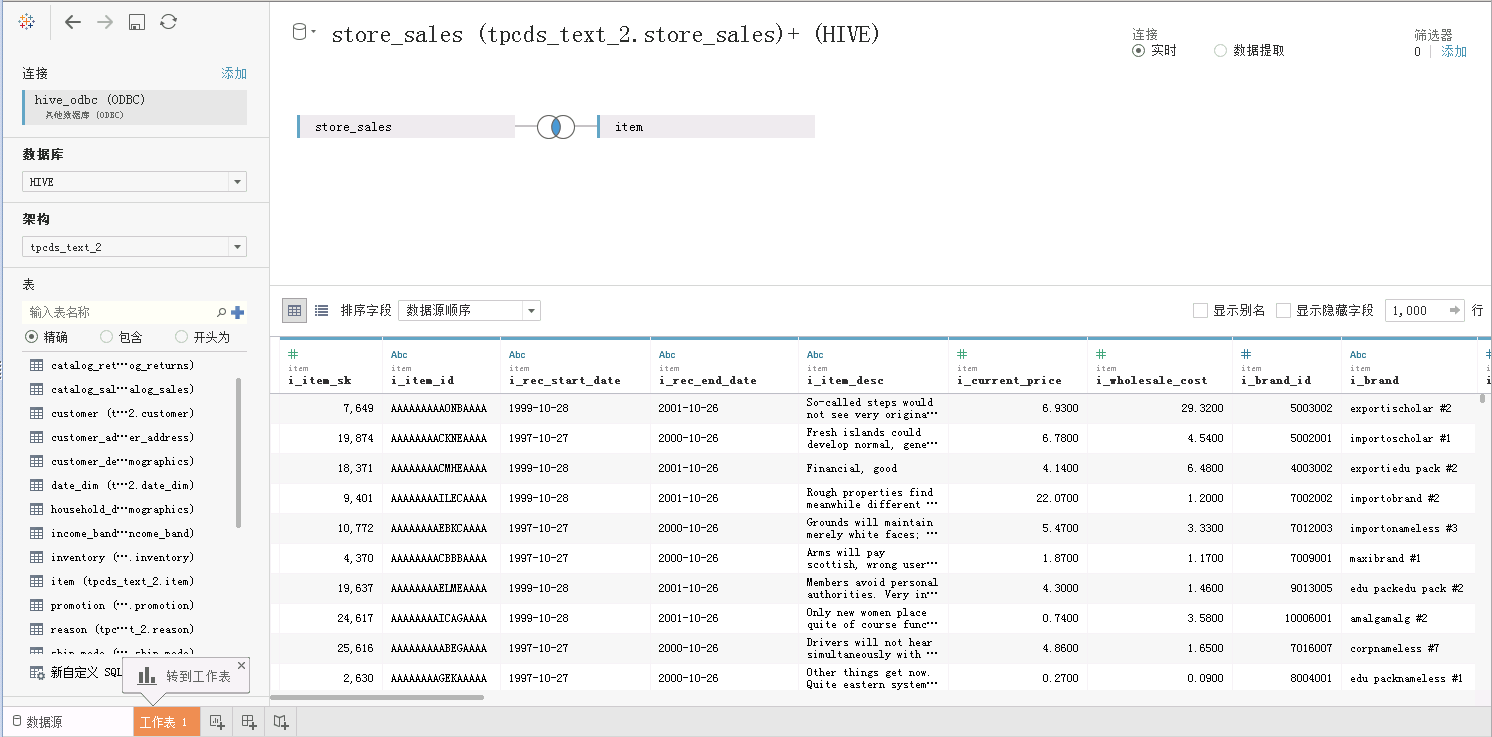 store_sales (tpcds_text_2.store_sales)+ (HIVE)
连接
实时
数据提取
筛选器
0
添加
连接
添加
hive_odbc (ODBC)
其他数据库 (ODBC)
数据库
HIVE
架构
tpcds_text_2
表
输入表名称
精确
包含
开头为
catalog_ret…og_returns)
catalog_sal…alog_sales)
customer (t…2.customer)
customer_ad…er_address)
customer_de…mographics)
date_dim (t…2.date_dim)
household_d…mographics)
income_band…ncome_band)
inventory (….inventory)
item (tpcds_text_2.item)
promotion (….promotion)
reason (tpc…t_2.reason)
新自定义 SQL
转到工作表
store_sales
item
排序字段
数据源顺序
显示别名
显示隐藏字段
1,000
行
# Abc Abc Abc Abc # # # Abc #
item item item item item item item item item
i_item_sk i_item_id i_rec_start_date i_rec_end_date i_item_desc i_current_price i_wholesale_cost i_brand_id i_brand
7,649 AAAAAAAAAONBAAAA 1999-10-28 2001-10-26 So-called steps would not see very origina… 6.9300 29.3200 5003002 exportischolar #2
19,874 AAAAAAAACKNEAAAA 1997-10-27 2000-10-26 Fresh islands could develop normal, gene… 6.7800 4.5400 5002001 importoscholar #1
18,371 AAAAAAAACMHEAAAA 1999-10-28 2001-10-26 Financial, good 4.1400 6.4800 4003002 exportiedu pack #2
9,401 AAAAAAAAILECAAAA 1999-10-28 2001-10-26 Rough properties find meanwhile different … 22.0700 1.2000 7002002 importobrand #2
10,772 AAAAAAAAEBKCAAAA 1997-10-27 2000-10-26 Grounds will maintain merely white faces; … 5.4700 3.3300 7012003 importonameless #3
4,370 AAAAAAAACBBBAAAA 1997-10-27 2000-10-26 Arms will pay scottish, wrong user… 1.8700 1.1700 7009001 maxibrand #1
19,637 AAAAAAAAELMEAAAA 1999-10-28 2001-10-26 Members avoid personal authorities. Very in… 4.3000 1.4600 9013005 edu packedu pack #2
24,617 AAAAAAAAICAGAAAA 1999-10-28 2001-10-26 Only new women place quite of course func… 0.7400 3.5800 10006001 amalgamalg #2
25,616 AAAAAAAAABEGAAAA 1997-10-27 2000-10-26 Drivers will not hear simultaneously with … 4.8600 1.6500 7016007 corpnameless #7
2,630 AAAAAAAAGEKAAAAA 1997-10-27 2000-10-26 Other things get now. Quite eastern system… 0.2700 0.0900 8004001 edu packnameless #1
数据源
工作表 1